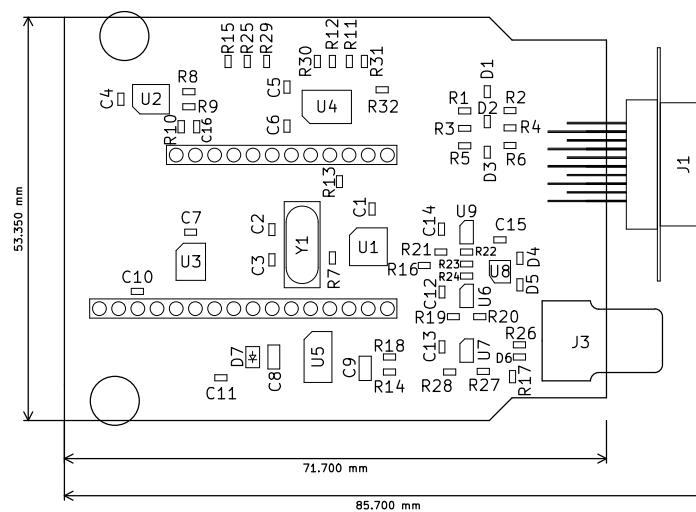 R15
R25
R29
R30
R12
R11
R31
C4
U2
R8
R9
R10
C16
C5
C6
U4
R32
D1
R1
D2
R2
R3
R4
R5
D3
R6
J1
R13
C1
C2
C3
Y1
R7
U1
C7
U3
C10
C14
U9
C15
R21
R22
R16
R23
R24
U8
D4
D5
C12
U6
R19
R20
53.350 mm
D7
C8
U5
C9
R18
R14
C11
C13
U7
R28
R27
R26
D6
R17
J3
71.700 mm
85.700 mm